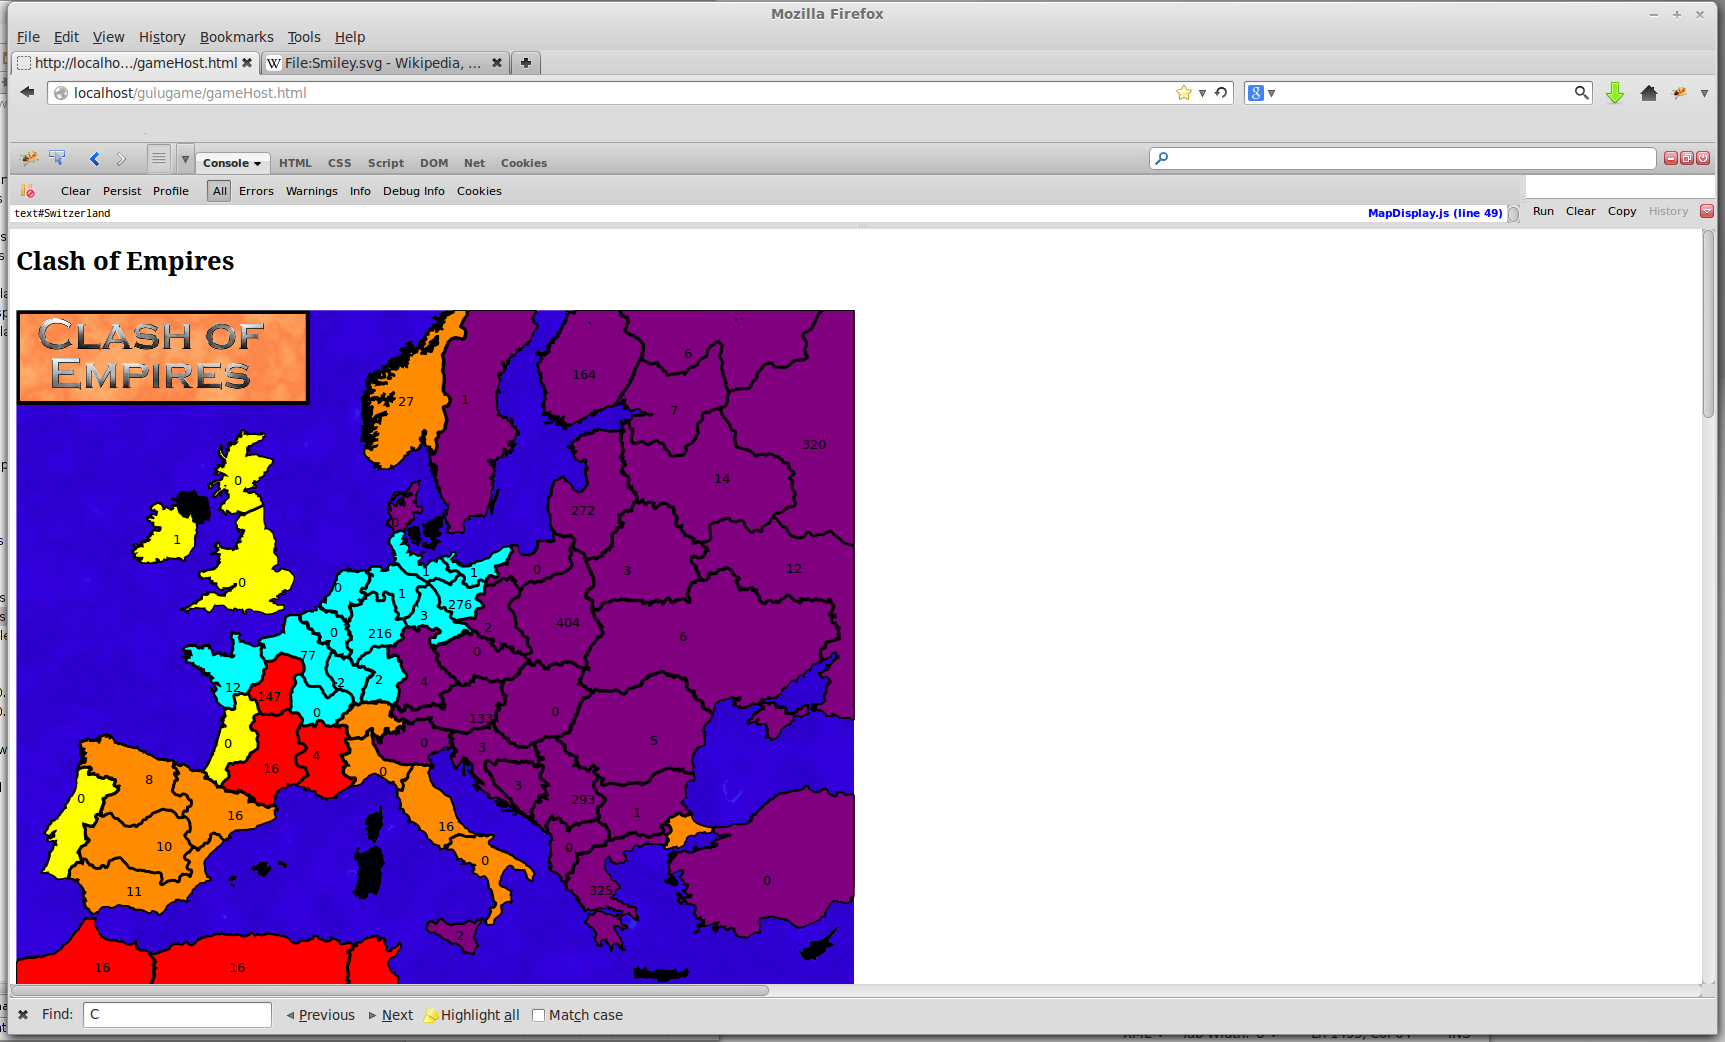 Mozilla Firefox
File Edit View History Bookmarks Tools Help
http://localho.../gameHost.html W File:Smiley.svg - Wikipedia, ...
localhost/gulugame/gameHost.html 8
Console HTML CSS Script DOM Net Cookies
Clear Persist Profile All Errors Warnings Info Debug Info Cookies
text#Switzerland MapDisplay.js (line 49) Run Clear Copy History
Clash of Empires
CLASH OF
EMPIRES
6
164
27 1
7
320
0 14
272
0
1
0 1 1 0 3 12
0 1 276
3
0 216 2 404 6
77 0
12 2 2 4
147
0 133 0
0 0 3 5
16 4
8 0 3
0 293
16 16 1
10 0
0
11 325 0
2
16 16
Find: C Previous Next Highlight all Match case